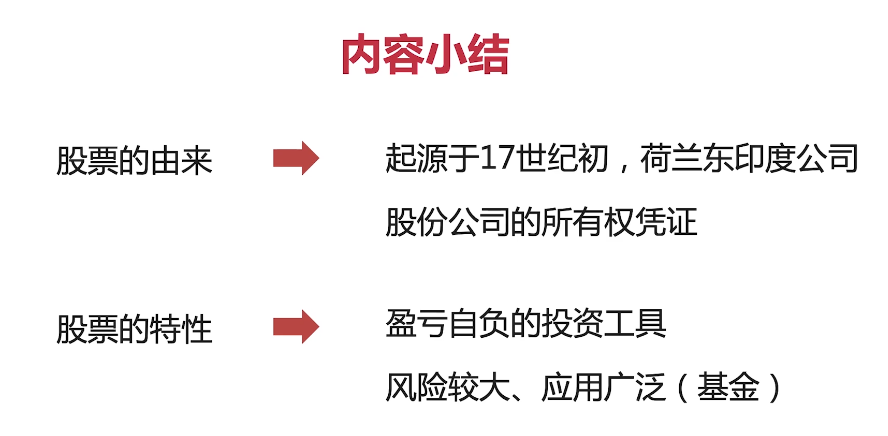 内容小结
股票的由来
起源于17世纪初，荷兰东印度公司
股份公司的所有权凭证
股票的特性
盈亏自负的投资工具
风险较大、应用广泛（基金）